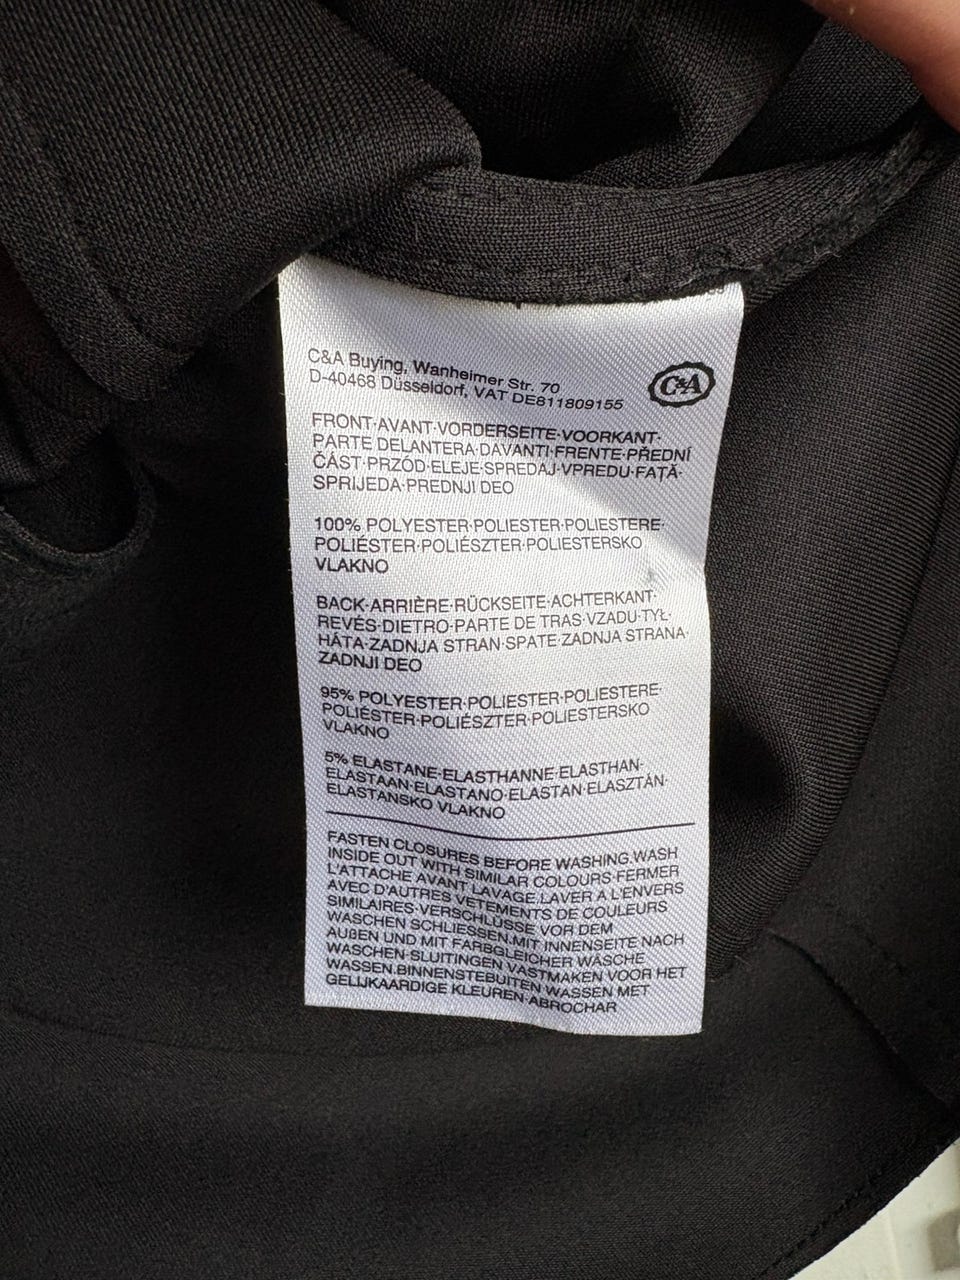 C&A Buying, Wanheimer Str. 70
D-40468 Düsseldorf, VAT DE811809155
C&A
FRONT·AVANT·VORDERSEITE·VOORKANT·
PARTE DELANTERA·DAVANTI·FRENTE·PŘEDNÍ
ČÁST·PRZÓD·ELEJE·SPREDAJ·VPREDU·FAȚĂ·
SPRIJEDA·PREDNJI DEO
100% POLYESTER·POLIESTER·POLIESTERE·
POLIÉSTER·POLIÉSZTER·POLIESTERSKO
VLAKNO
BACK·ARRIÈRE·RÜCKSEITE·ACHTERKANT·
REVÉS·DIETRO·PARTE DE TRAS·VZADU·TYŁ·
HÁTA·ZADNJA STRAN·SPATE·ZADNJA STRANA·
ZADNJI DEO
95% POLYESTER·POLIESTER·POLIESTERE·
POLIÉSTER·POLIÉSZTER·POLIESTERSKO
VLAKNO
5% ELASTANE·ELASTHANNE·ELASTHAN·
ELASTAAN·ELASTANO·ELASTAN·ELASZTÁN·
ELASTANSKO VLAKNO
FASTEN CLOSURES BEFORE WASHING.WASH
INSIDE OUT WITH SIMILAR COLOURS·FERMER
L'ATTACHE AVANT LAVAGE.LAVER A L'ENVERS
AVEC D'AUTRES VETEMENTS DE COULEURS
SIMILAIRES·VERSCHLÜSSE VOR DEM
WASCHEN SCHLIESSEN.MIT INNENSEITE NACH
AUßEN UND MIT FARBGLEICHER WÄSCHE
WASCHEN·SLUITINGEN VASTMAKEN VOOR HET
WASSEN.BINNENSTEBUITEN WASSEN MET
GELIJKAARDIGE KLEUREN·ABROCHAR